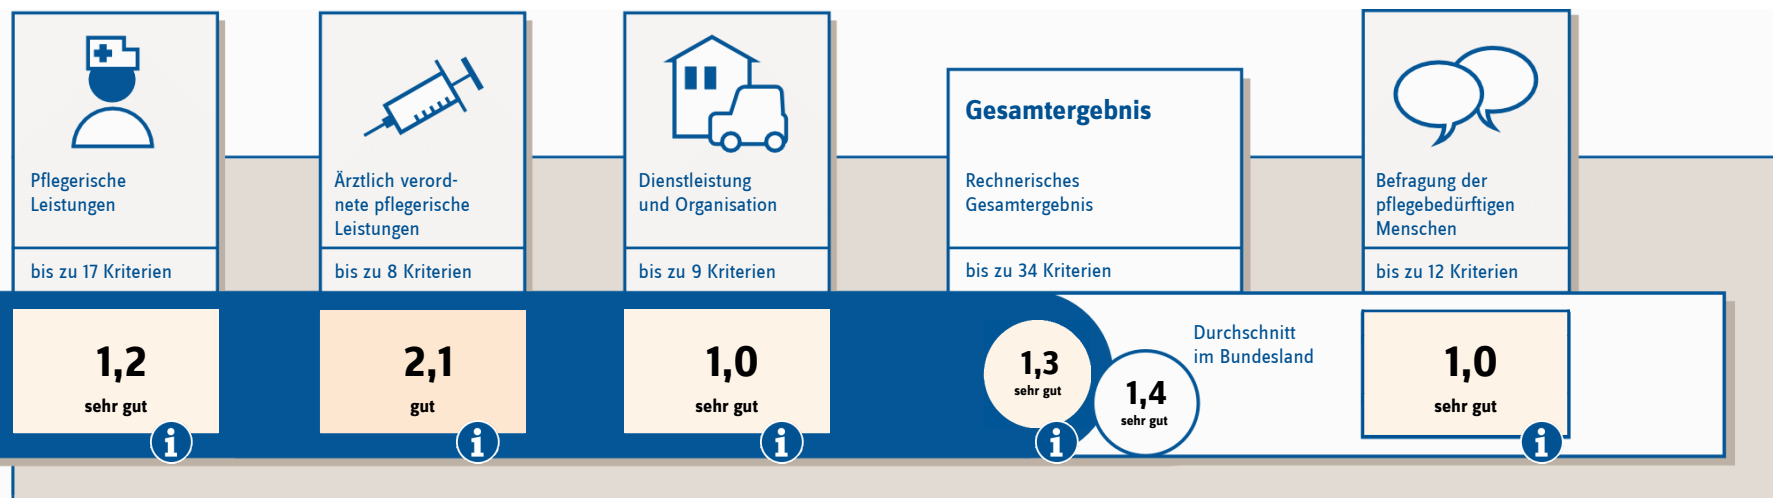 Pflegerische
Leistungen
bis zu 17 Kriterien
1,2
sehr gut
i
Ärztlich verord-
nete pflegerische
Leistungen
bis zu 8 Kriterien
2,1
gut
i
Dienstleistung
und Organisation
bis zu 9 Kriterien
1,0
sehr gut
i
Gesamtergebnis
Rechnerisches
Gesamtergebnis
bis zu 34 Kriterien
1,3
sehr gut
i
1,4
sehr gut
Durchschnitt
im Bundesland
Befragung der
pflegebedürftigen
Menschen
bis zu 12 Kriterien
1,0
sehr gut
i